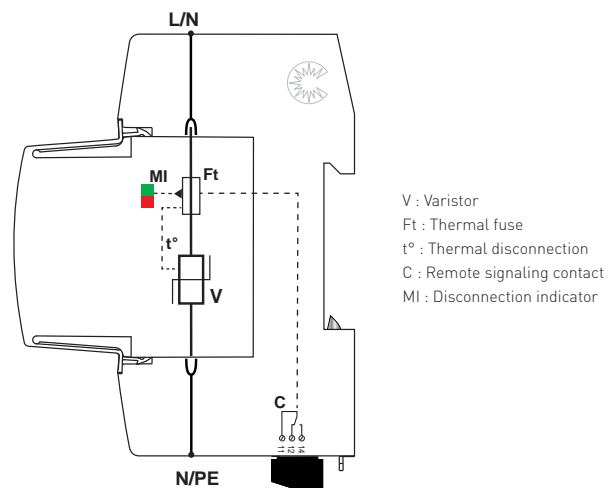 L/N
MI
Ft
t°
V
C
11 12 14
N/PE
V : Varistor
Ft : Thermal fuse
t° : Thermal disconnection
C : Remote signaling contact
MI : Disconnection indicator